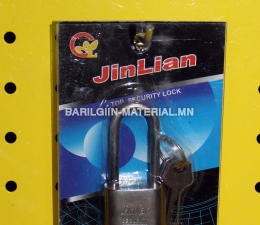 JinLian
TOP SECURITY LOCK
BARILGIIN-MATERIAL.MN